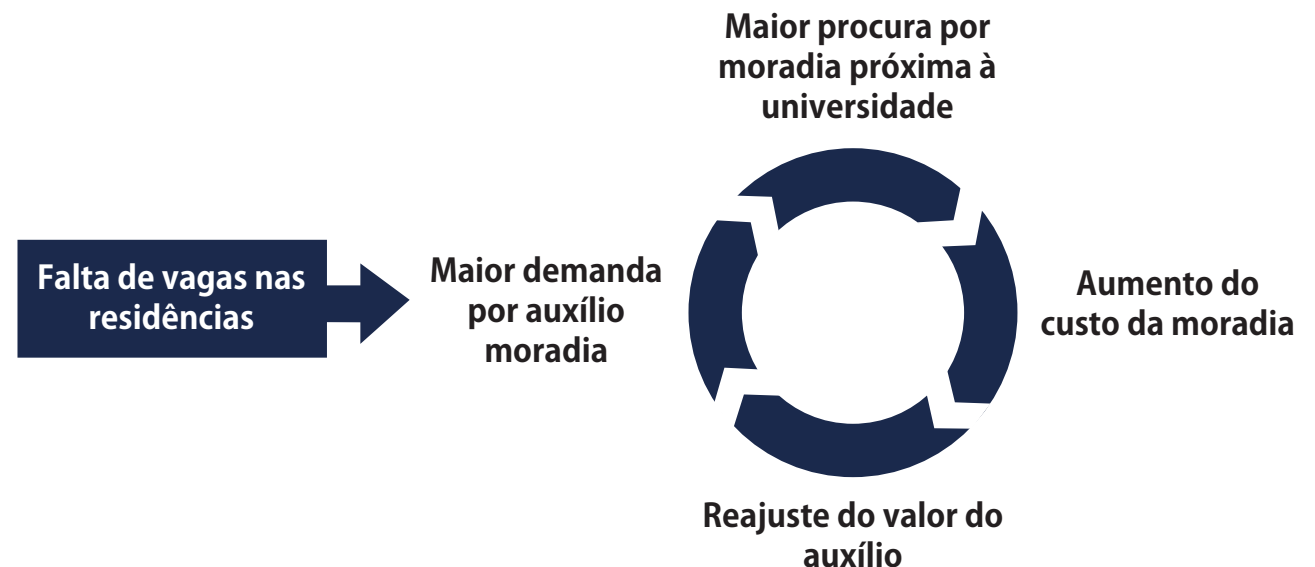 Maior procura por
moradia próxima à
universidade
Falta de vagas nas
residências
Maior demanda
por auxílio
moradia
Aumento do
custo da moradia
Reajuste do valor do
auxílio